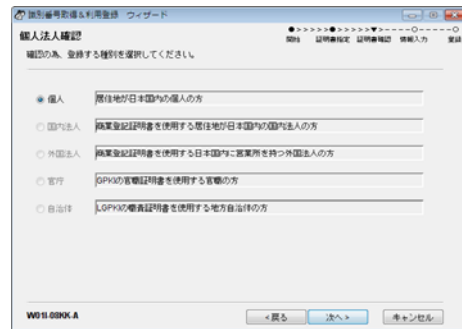 識別番号取得&利用登録 ウィザード
個人法人確認
●>>>>>●>>>>>▼>-----○-----○
開始 証明書指定 証明書確認 情報入力 登録
確認の為、登録する種別を選択してください。
個人 居住地が日本国内の個人の方
国内法人 商業登記証明書を使用する居住地が日本国内の国内法人の方
外国法人 商業登記証明書を使用する日本国内に営業所を持つ外国法人の方
官庁 GPKIの官職証明書を使用する官職の方
自治体 LGPKIの職責証明書を使用する地方自治体の方
W01I-08KK-A
<戻る 次へ> キャンセル